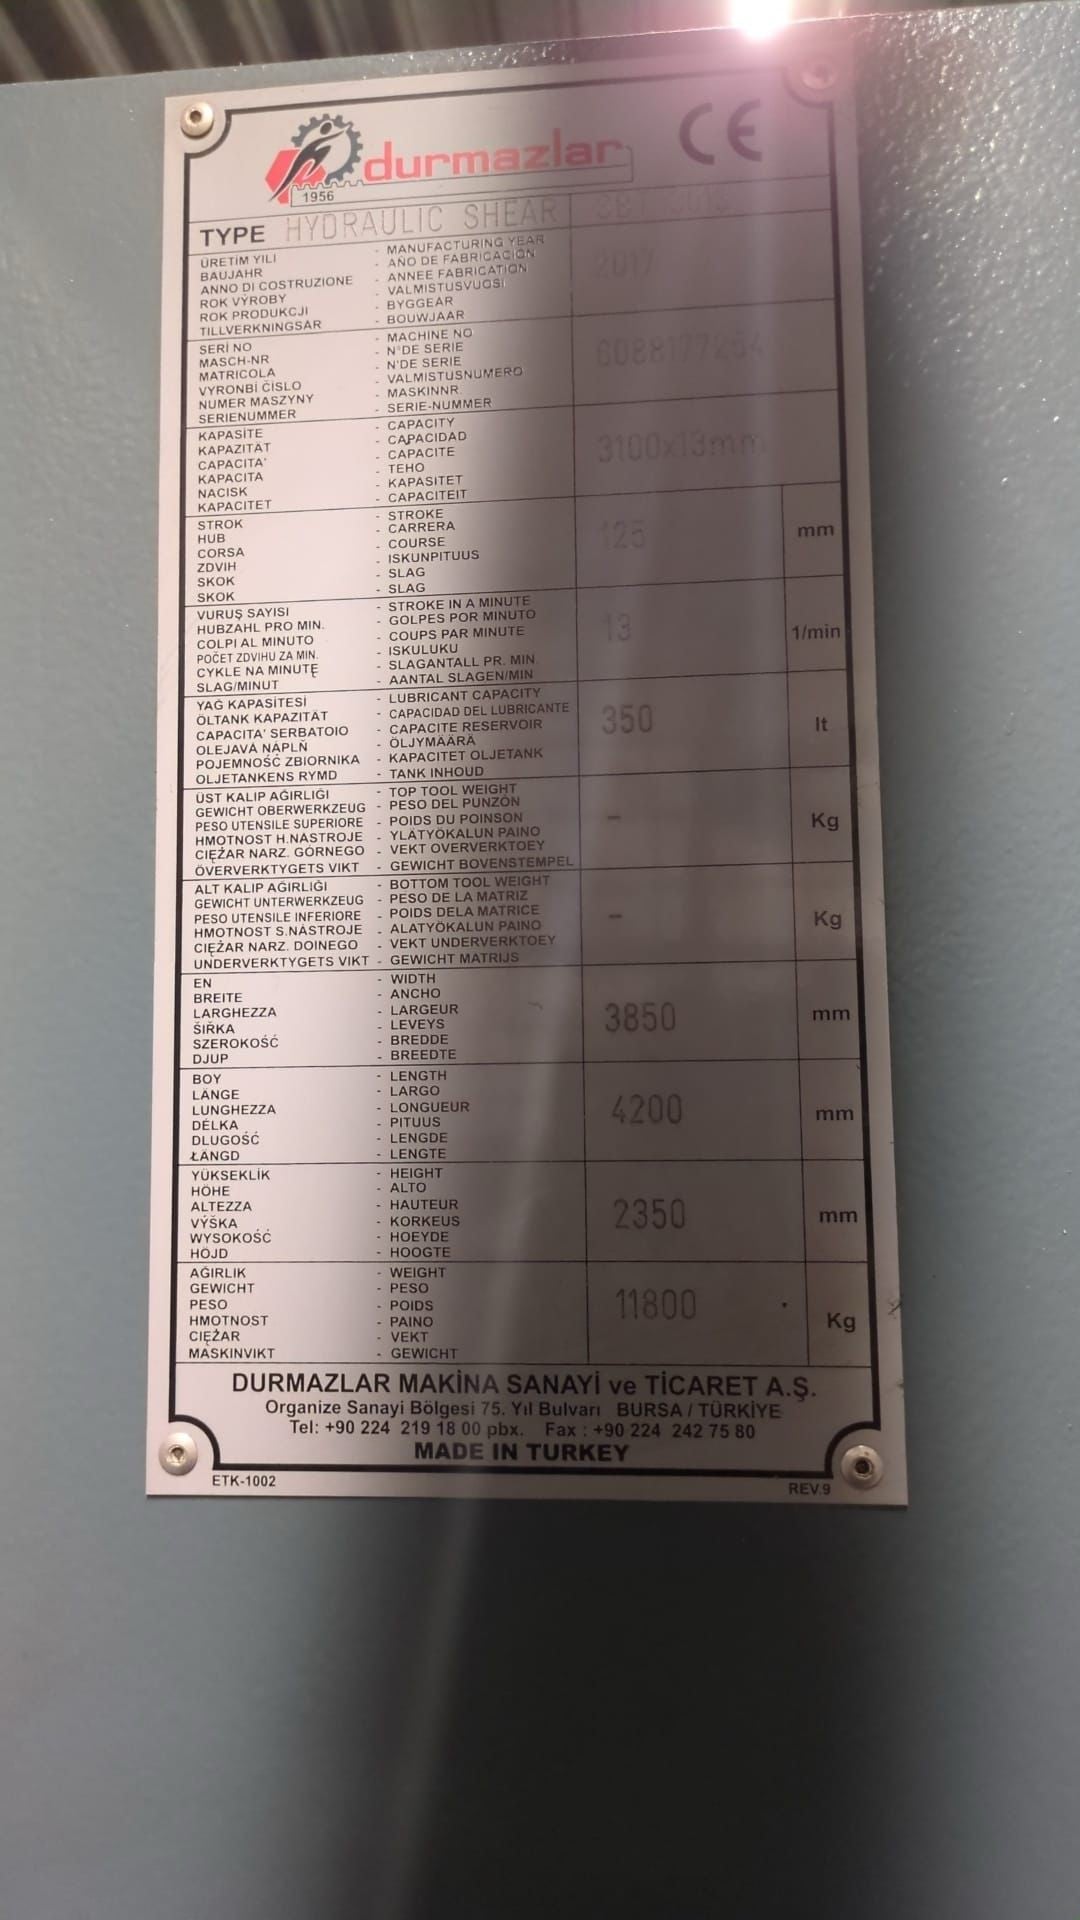 durmazlar CE
1956
TYPE HYDRAULIC SHEAR
ÜRETİM YILI - MANUFACTURING YEAR
BAUJAHR - AÑO DE FABRICACIÓN
ANNO DI COSTRUZIONE - ANNEE FABRICATION
ROK VÝROBY - VALMISTUSVUOSI
ROK PRODUKCJI - BYGGEAR
TILLVERKNINGSAR - BOUWJAAR
2017
SERİ NO - MACHINE NO
MASCH-NR - N°DE SERIE
MATRICOLA - N'DE SERIE
VYRONBİ ČİSLO - VALMISTUSNUMERO
NUMER MASZYNY - MASKINNR.
SERIENUMMER - SERIE-NUMMER
6088177264
KAPASİTE - CAPACITY
KAPAZITÄT - CAPACIDAD
CAPACITA' - CAPACITE
KAPACITA - TEHO
NACISK - KAPASITET
KAPACITET - CAPACITEIT
3100x13mm
STROK - STROKE
HUB - CARRERA
CORSA - COURSE
ZDVIH - ISKUNPITUUS
SKOK - SLAG
SKOK - SLAG
125 mm
VURUŞ SAYISI - STROKE IN A MINUTE
HUBZAHL PRO MIN. - GOLPES POR MINUTO
COLPI AL MINUTO - COUPS PAR MINUTE
POČET ZDVIHU ZA MIN. - ISKULUKU
CYKLE NA MINUTĘ - SLAGANTALL PR. MIN.
SLAG/MINUT - AANTAL SLAGEN/MIN
13 1/min
YAĞ KAPASİTESİ - LUBRICANT CAPACITY
ÖLTANK KAPAZITÄT - CAPACIDAD DEL LUBRICANTE
CAPACITA' SERBATOIO - CAPACITE RESERVOIR
OLEJAVÁ NÁPLŇ - ÖLJYMÄÄRÄ
POJEMNOŚĆ ZBIORNIKA - KAPACITET OLJETANK
OLJETANKENS RYMD - TANK INHOUD
350 lt
ÜST KALIP AĞIRLIĞI - TOP TOOL WEIGHT
GEWICHT OBERWERKZEUG - PESO DEL PUNZÓN
PESO UTENSILE SUPERIORE - POIDS DU POINSON
HMOTNOST H.NÁSTROJE - YLÄTYÖKALUN PAINO
CIĘŻAR NARZ. GÓRNEGO - VEKT OVERVERKTOEY
ÖVERVERKTYGETS VIKT - GEWICHT BOVENSTEMPEL
- Kg
ALT KALIP AĞIRLIĞI - BOTTOM TOOL WEIGHT
GEWICHT UNTERWERKZEUG - PESO DE LA MATRIZ
PESO UTENSILE INFERIORE - POIDS DELA MATRICE
HMOTNOST S.NÁSTROJE - ALATYÖKALUN PAINO
CIĘŻAR NARZ. DOINEGO - VEKT UNDERVERKTOEY
UNDERVERKTYGETS VIKT - GEWICHT MATRIJS
- Kg
EN - WIDTH
BREITE - ANCHO
LARGHEZZA - LARGEUR
ŠIŘKA - LEVEYS
SZEROKOŚĆ - BREDDE
DJUP - BREEDTE
3850 mm
BOY - LENGTH
LÄNGE - LARGO
LUNGHEZZA - LONGUEUR
DÉLKA - PITUUS
DLUGOŚĆ - LENGDE
ŁÄNGD - LENGTE
4200 mm
YÜKSEKLİK - HEIGHT
HÖHE - ALTO
ALTEZZA - HAUTEUR
VÝŠKA - KORKEUS
WYSOKOŚĆ - HOEYDE
HÖJD - HOOGTE
2350 mm
AĞIRLIK - WEIGHT
GEWICHT - PESO
PESO - POIDS
HMOTNOST - PAINO
CIĘŻAR - VEKT
MASKINVIKT - GEWICHT
11800 Kg
DURMAZLAR MAKİNA SANAYİ ve TİCARET A.Ş.
Organize Sanayi Bölgesi 75. Yıl Bulvarı BURSA / TÜRKİYE
Tel: +90 224 219 18 00 pbx. Fax : +90 224 242 75 80
MADE IN TURKEY
ETK-1002 REV.9